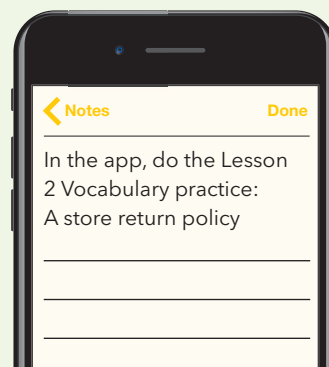 Notes
Done
In the app, do the Lesson
2 Vocabulary practice:
A store return policy